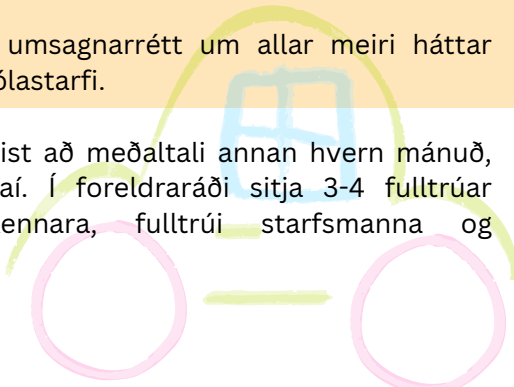 umsagnarrétt um allar meiri háttar
ólastarfi.
ist að meðaltali annan hvern mánuð,
aí. Í foreldraráði sitja 3-4 fulltrúar
ennara, fulltrúi starfsmanna og